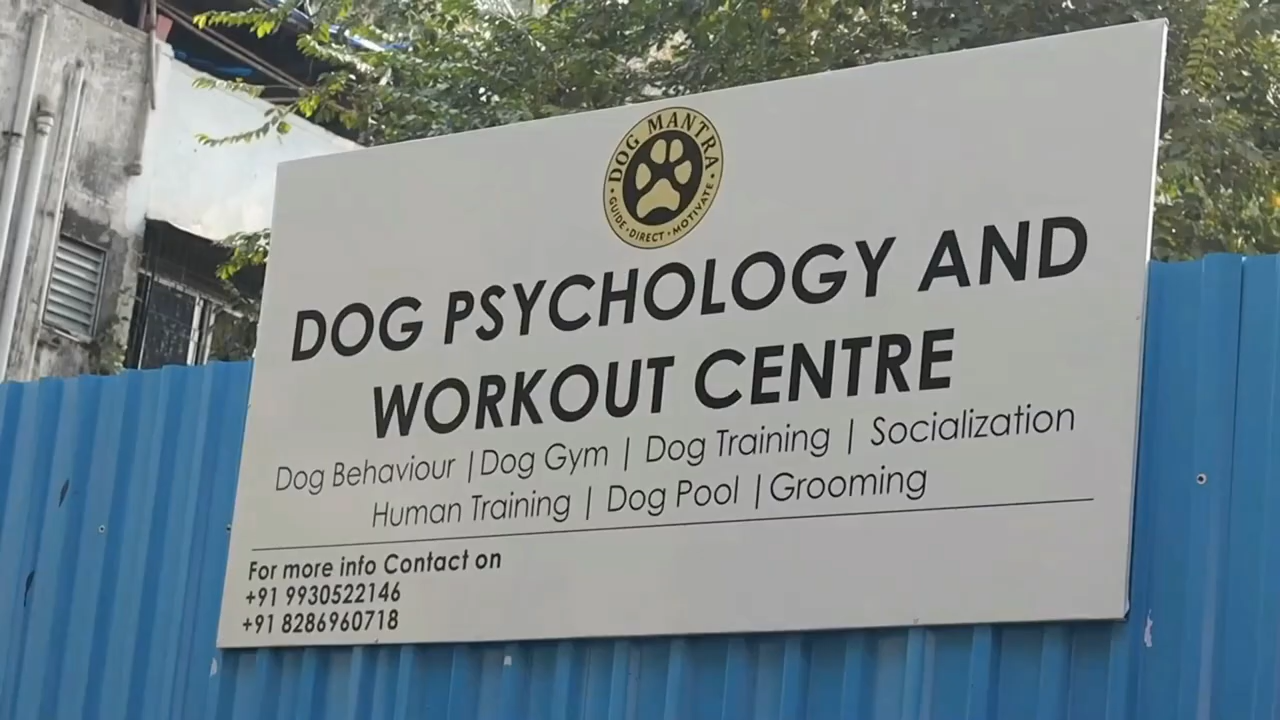 DOG MANTRA
· GUIDE · DIRECT · MOTIVATE ·
DOG PSYCHOLOGY AND
WORKOUT CENTRE
Dog Behaviour | Dog Gym | Dog Training | Socialization
Human Training | Dog Pool | Grooming
For more info Contact on
+91 9930522146
+91 8286960718